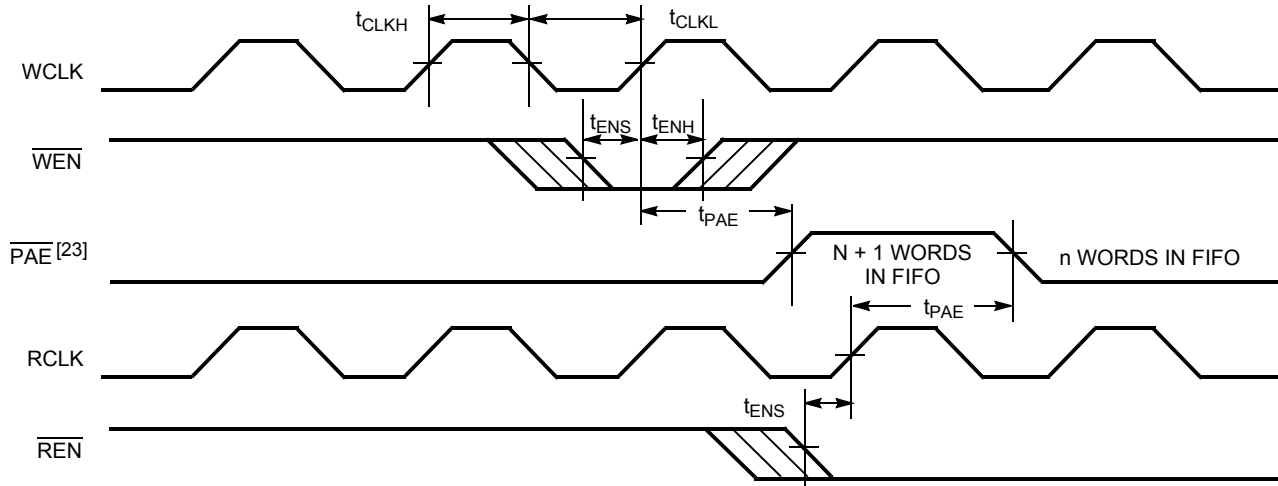 tCLKH
tCLKL
WCLK
tENS
tENH
WEN
tPAE
PAE [23]
N + 1 WORDS
IN FIFO
n WORDS IN FIFO
tPAE
RCLK
tENS
REN